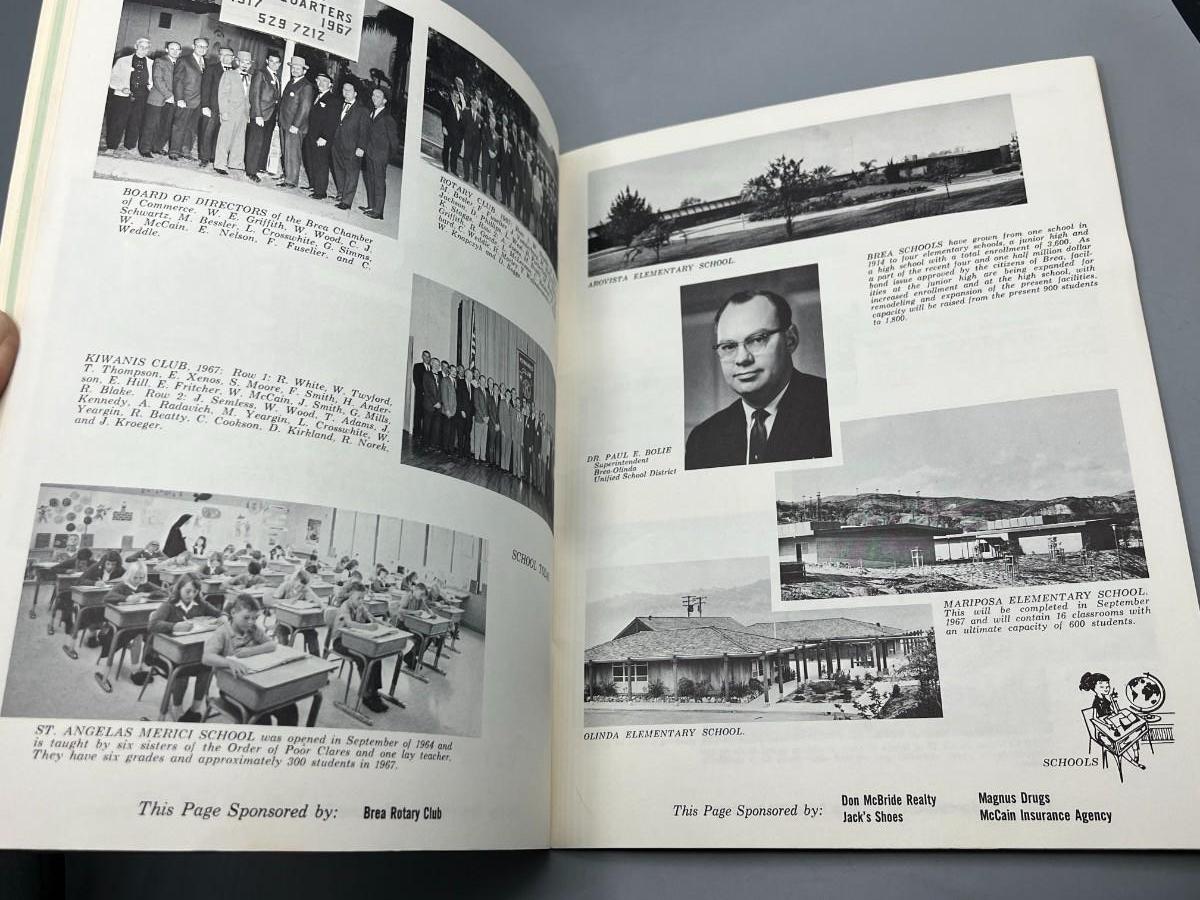 QUARTERS
1917 1967
529 7212
BOARD OF DIRECTORS of the Brea Chamber
of Commerce. W. E. Griffith, W. Wood, C. J.
Schwartz, M. Bessler, L. Crosswhite, G. Simms,
W. McCain, E. Nelson, F. Fuselier, and C.
Weddle.
ROTARY CLUB, 1967
KIWANIS CLUB, 1967: Row 1: R. White, W. Twyford,
T. Thompson, E. Xenos, S. Moore, F. Smith, H. Ander-
son, E. Hill, E. Fritcher, W. McCain, J. Smith, G. Mills,
R. Blake. Row 2: J. Semless, W. Wood, T. Adams, J.
Kennedy, A. Radavich, M. Yeargin, L. Crosswhite, W.
Yeargin, R. Beatty, C. Cookson, D. Kirkland, R. Norek,
and J. Kroeger.
SCHOOL TODAY
ST. ANGELAS MERICI SCHOOL was opened in September of 1964 and
is taught by six sisters of the Order of Poor Clares and one lay teacher.
They have six grades and approximately 300 students in 1967.
This Page Sponsored by: Brea Rotary Club
AROVISTA ELEMENTARY SCHOOL.
BREA SCHOOLS have grown from one school in
1914 to four elementary schools, a junior high and
a high school with a total enrollment of 3,600. As
a part of the recent four and one half million dollar
bond issue approved by the citizens of Brea, facil-
ities at the junior high are being expanded for
increased enrollment and at the high school, with
remodeling and expansion of the present facilities,
capacity will be raised from the present 900 students
to 1,800.
DR. PAUL E. BOLIE
Superintendent
Brea-Olinda
Unified School District
MARIPOSA ELEMENTARY SCHOOL.
This will be completed in September
1967 and will contain 16 classrooms with
an ultimate capacity of 600 students.
OLINDA ELEMENTARY SCHOOL.
SCHOOLS
This Page Sponsored by:
Don McBride Realty
Jack's Shoes
Magnus Drugs
McCain Insurance Agency